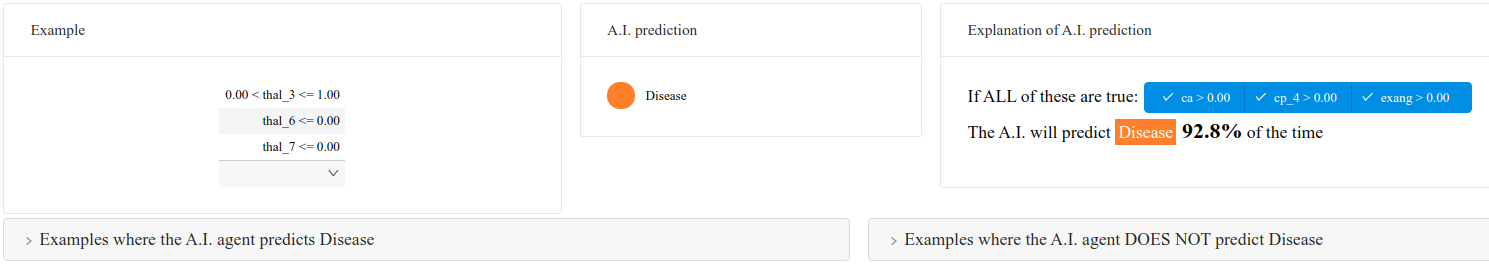 Example
0.00 < thal_3 <= 1.00
thal_6 <= 0.00
thal_7 <= 0.00
A.I. prediction
Disease
Explanation of A.I. prediction
If ALL of these are true: ca > 0.00 cp_4 > 0.00 exang > 0.00
The A.I. will predict Disease 92.8% of the time
Examples where the A.I. agent predicts Disease
Examples where the A.I. agent DOES NOT predict Disease